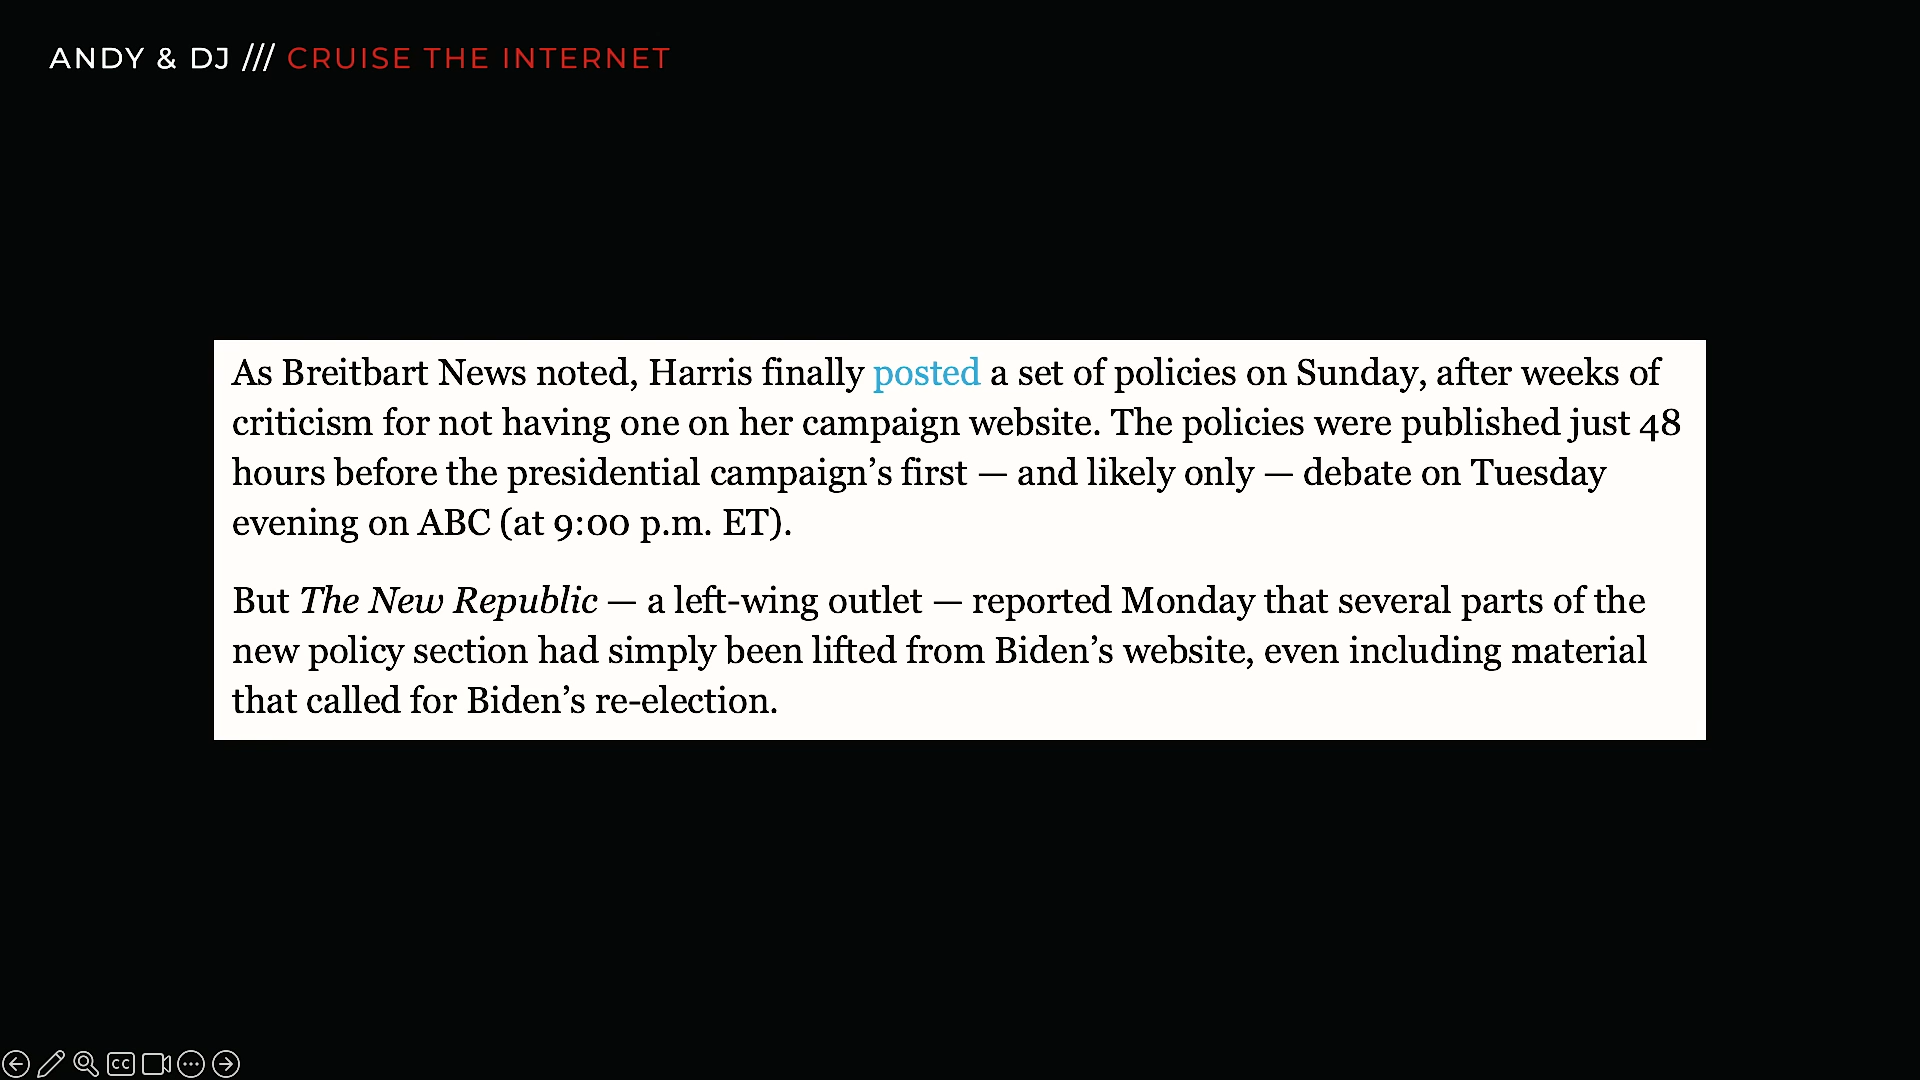 ANDY & DJ /// CRUISE THE INTERNET
As Breitbart News noted, Harris finally posted a set of policies on Sunday, after weeks of
criticism for not having one on her campaign website. The policies were published just 48
hours before the presidential campaign’s first — and likely only — debate on Tuesday
evening on ABC (at 9:00 p.m. ET).
But The New Republic — a left-wing outlet — reported Monday that several parts of the
new policy section had simply been lifted from Biden’s website, even including material
that called for Biden’s re-election.
CC